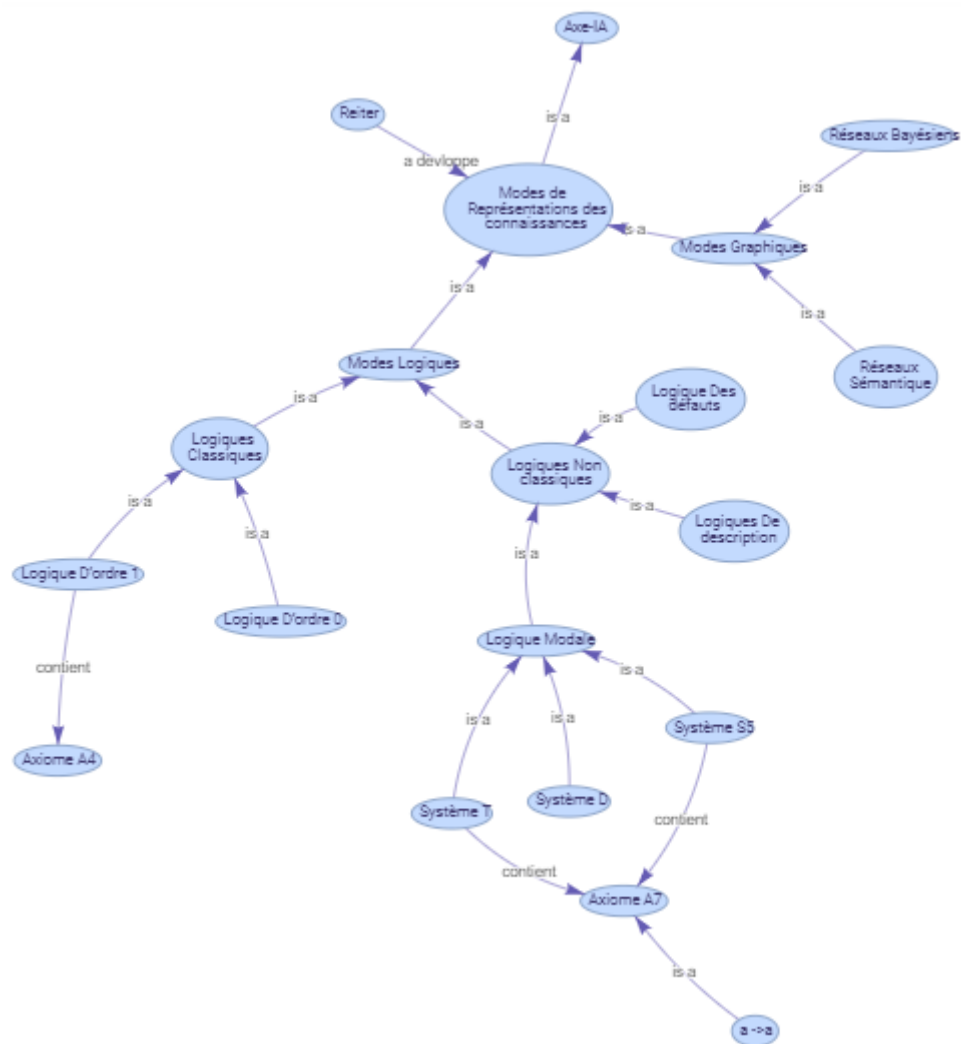 Axe-IA
is a
Reiter
a dévloppe
Réseaux Bayésiens
is a
Modes de
Représentations des
connaissances
is a
Modes Graphiques
is a
is a
Modes Logiques
Réseaux
Sémantique
is a
Logique Des
défauts
is a
is a
Logiques
Classiques
Logiques Non
classiques
is a
is a
Logiques De
description
is a
is a
Logique D'ordre 1
Logique D'ordre 0
Logique Modale
contient
is a
is a
is a
Système S5
Axiome A4
Système T
Système D
contient
contient
Axiome A7
is a
a ->a